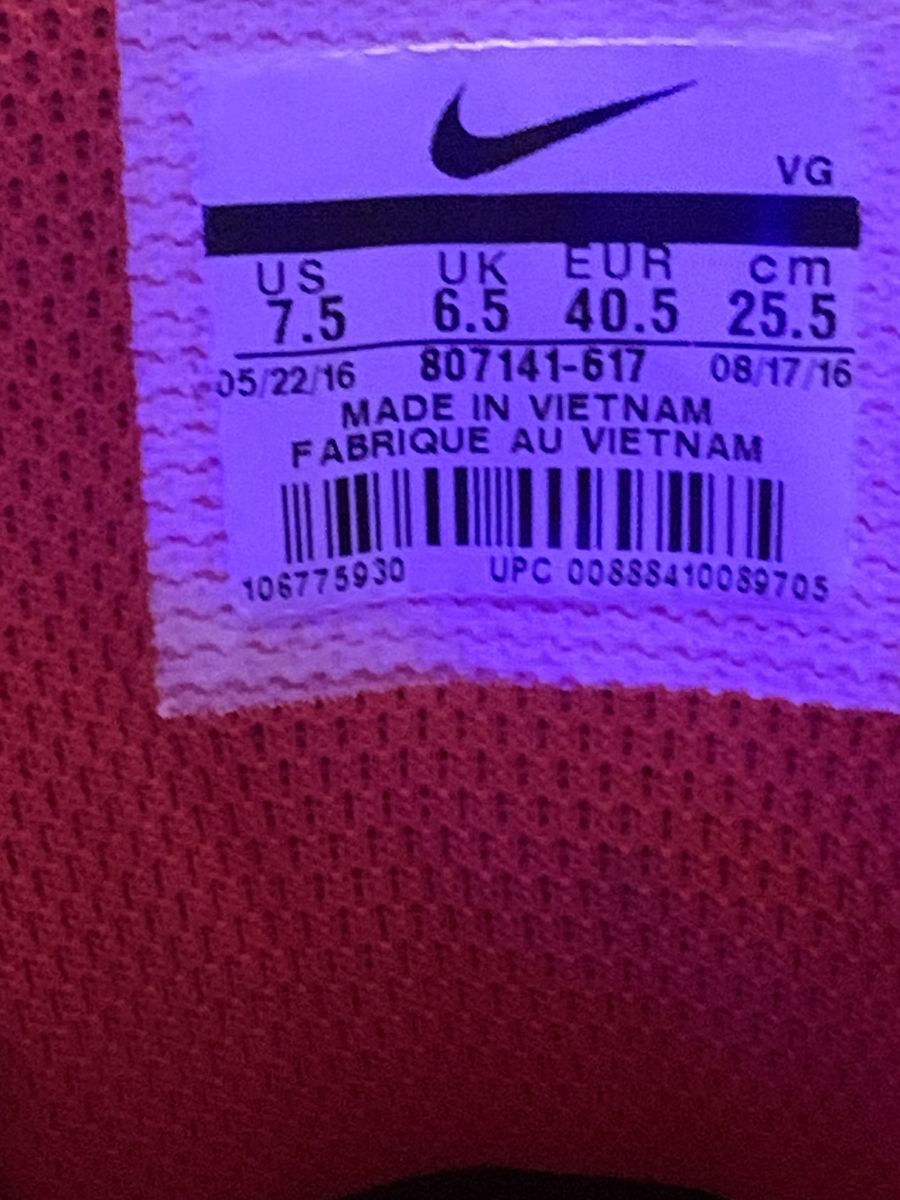 VG
US UK EUR cm
7.5 6.5 40.5 25.5
05/22/16 807141-617 08/17/16
MADE IN VIETNAM
FABRIQUE AU VIETNAM
106775930 UPC 00888410089705